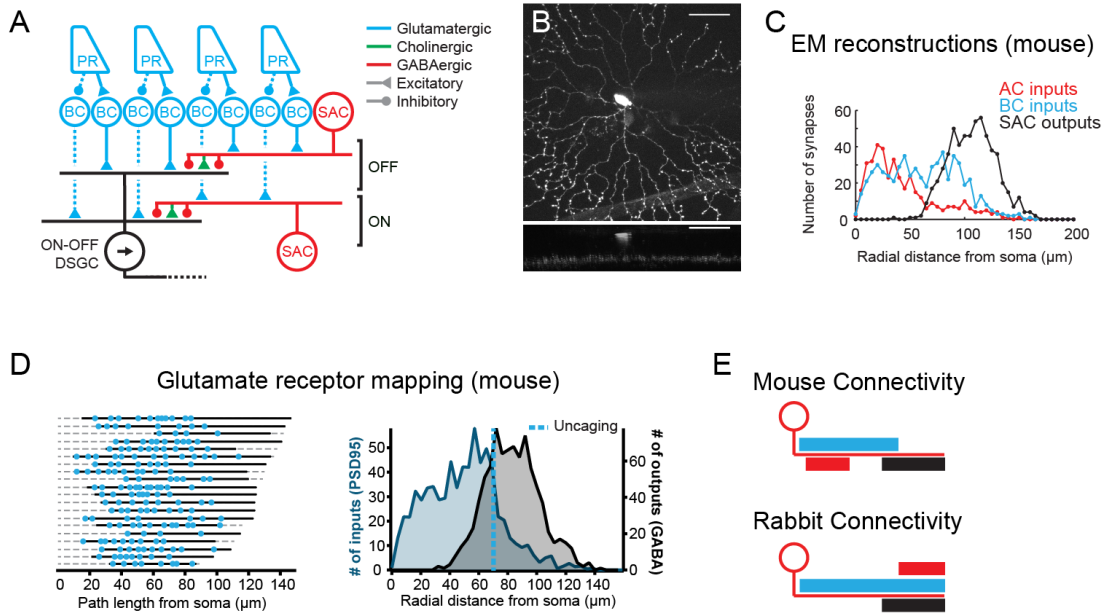 A
PR PR PR PR
BC BC BC BC BC BC BC BC SAC
OFF
ON
ON-OFF
DSGC
SAC
Glutamatergic
Cholinergic
GABAergic
Excitatory
Inhibitory
B
C
EM reconstructions (mouse)
AC inputs
BC inputs
SAC outputs
Number of synapses
60
40
20
0
0 50 100 150 200
Radial distance from soma (µm)
D
Glutamate receptor mapping (mouse)
0 20 40 60 80 100 120 140
Path length from soma (µm)
Uncaging
# of inputs (PSD95)
50
40
30
20
10
0
# of outputs (GABA)
60
40
20
0
0 20 40 60 80 100 120 140
Radial distance from soma (µm)
E
Mouse Connectivity
Rabbit Connectivity